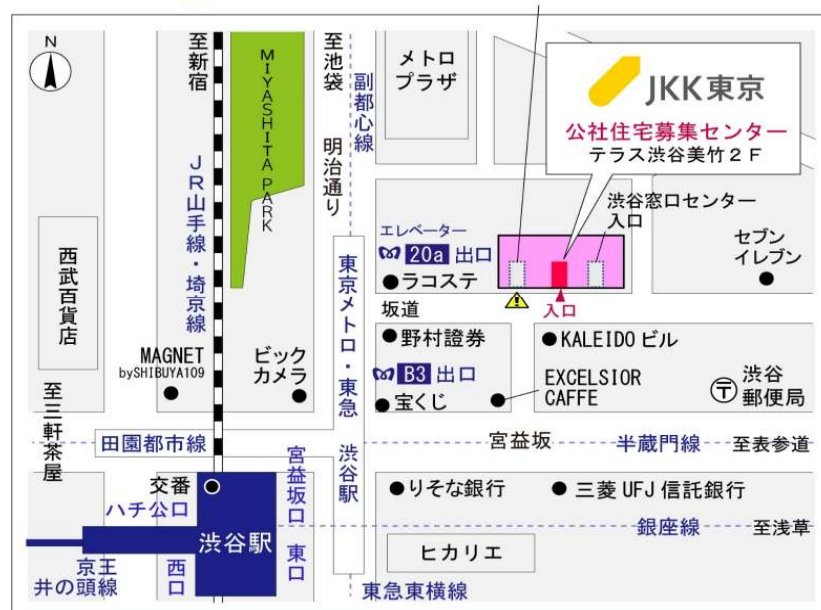 N
至新宿
MIYASHITA PARK
至池袋
副都心線
明治通り
メトロ
プラザ
JKK東京
公社住宅募集センター
テラス渋谷美竹２F
JR山手線・埼京線
渋谷窓口センター
入口
エレベーター
20a 出口
ラコステ
セブン
イレブン
西武百貨店
東京メトロ・東急
渋谷駅
坂道
入口
MAGNET
bySHIBUYA109
ビック
カメラ
野村證券
KALEIDO ビル
B3 出口
宝くじ
EXCELSIOR
CAFFE
〒
渋谷
郵便局
至三軒茶屋
田園都市線
宮益坂
半蔵門線
至表参道
交番
ハチ公口
宮益坂口
りそな銀行
三菱 UFJ 信託銀行
渋谷駅
銀座線
至浅草
京王
井の頭線
西口
東口
ヒカリエ
東急東横線